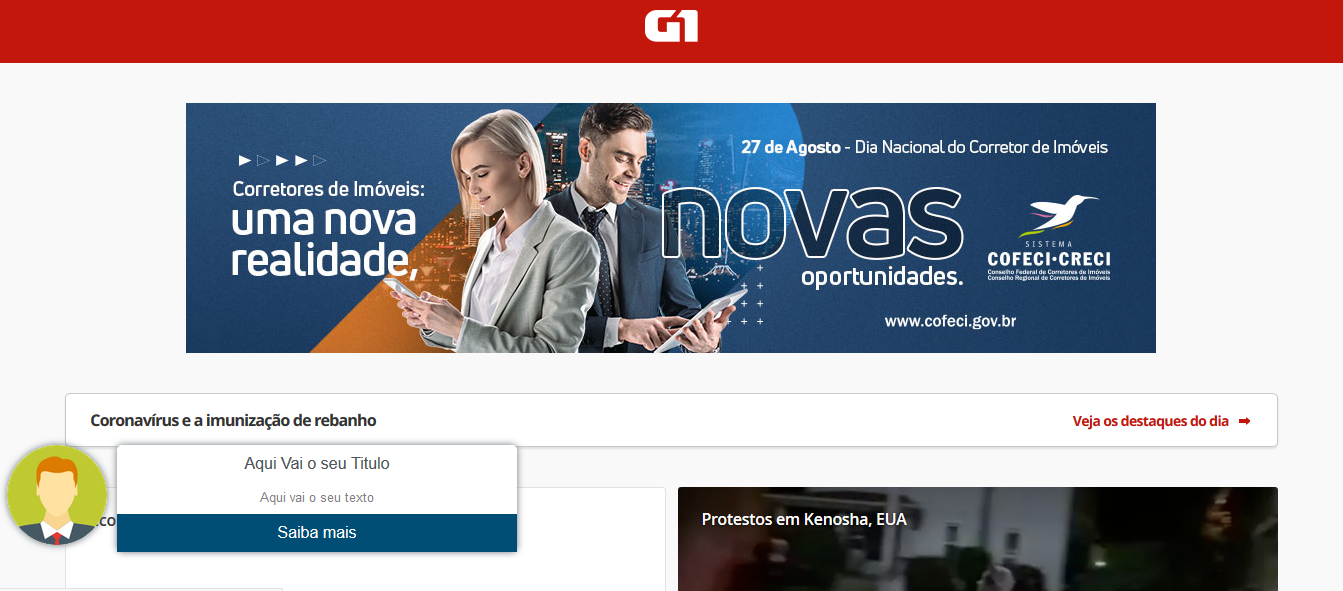 G1
27 de Agosto - Dia Nacional do Corretor de Imóveis
Corretores de Imóveis:
uma nova
realidade,
novas
oportunidades.
SISTEMA
COFECI•CRECI
Conselho Federal de Corretores de Imóveis
Conselho Regional de Corretores de Imóveis
www.cofeci.gov.br
Coronavírus e a imunização de rebanho
Veja os destaques do dia
Aqui Vai o seu Titulo
Aqui vai o seu texto
Saiba mais
Protestos em Kenosha, EUA